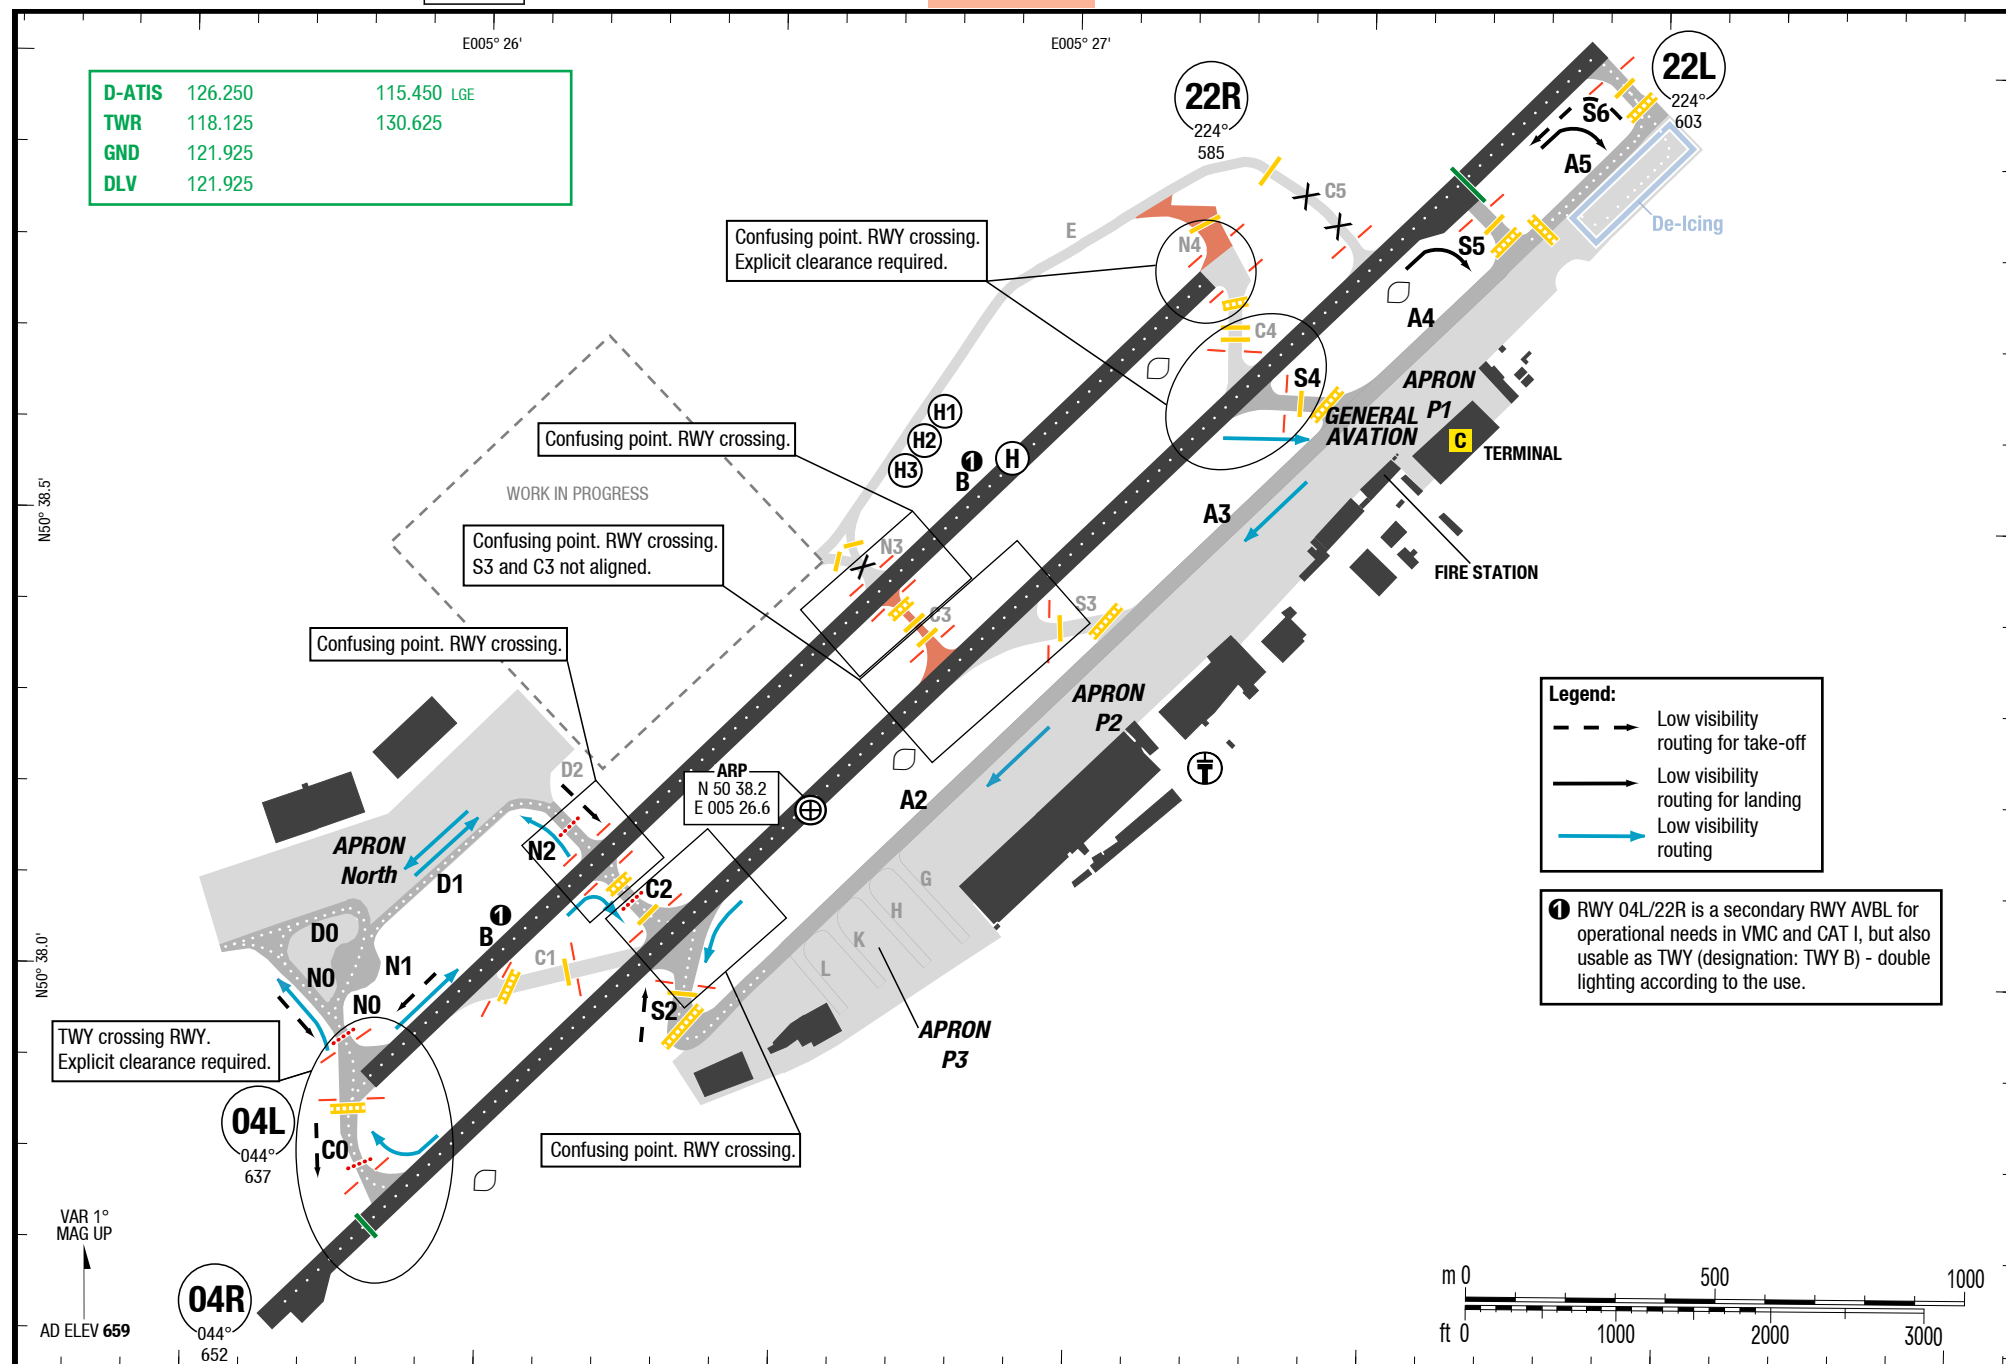 E005° 26'
E005° 27'
D-ATIS 126.250 115.450 LGE
TWR 118.125 130.625
GND 121.925
DLV 121.925
22R
224°
585
22L
224°
603
S6
A5
De-Icing
C5
E
N4
S5
Confusing point. RWY crossing.
Explicit clearance required.
A4
C4
S4
APRON
P1
GENERAL
AVATION
C
TERMINAL
H1
H2
H3
H
1
B
Confusing point. RWY crossing.
WORK IN PROGRESS
N50° 38.5'
A3
Confusing point. RWY crossing.
S3 and C3 not aligned.
N3
FIRE STATION
C3
S3
Confusing point. RWY crossing.
APRON
P2
Legend:
Low visibility
routing for take-off
Low visibility
routing for landing
Low visibility
routing
D2
ARP
N 50 38.2
E 005 26.6
A2
APRON
North
N2
D1
C2
G
H
K
L
1
B
1 RWY 04L/22R is a secondary RWY AVBL for
operational needs in VMC and CAT I, but also
usable as TWY (designation: TWY B) - double
lighting according to the use.
D0
N0
N1
N0
C1
N50° 38.0'
S2
APRON
P3
TWY crossing RWY.
Explicit clearance required.
04L
044°
637
C0
Confusing point. RWY crossing.
VAR 1°
MAG UP
AD ELEV 659
04R
044°
652
m 0 500 1000
ft 0 1000 2000 3000